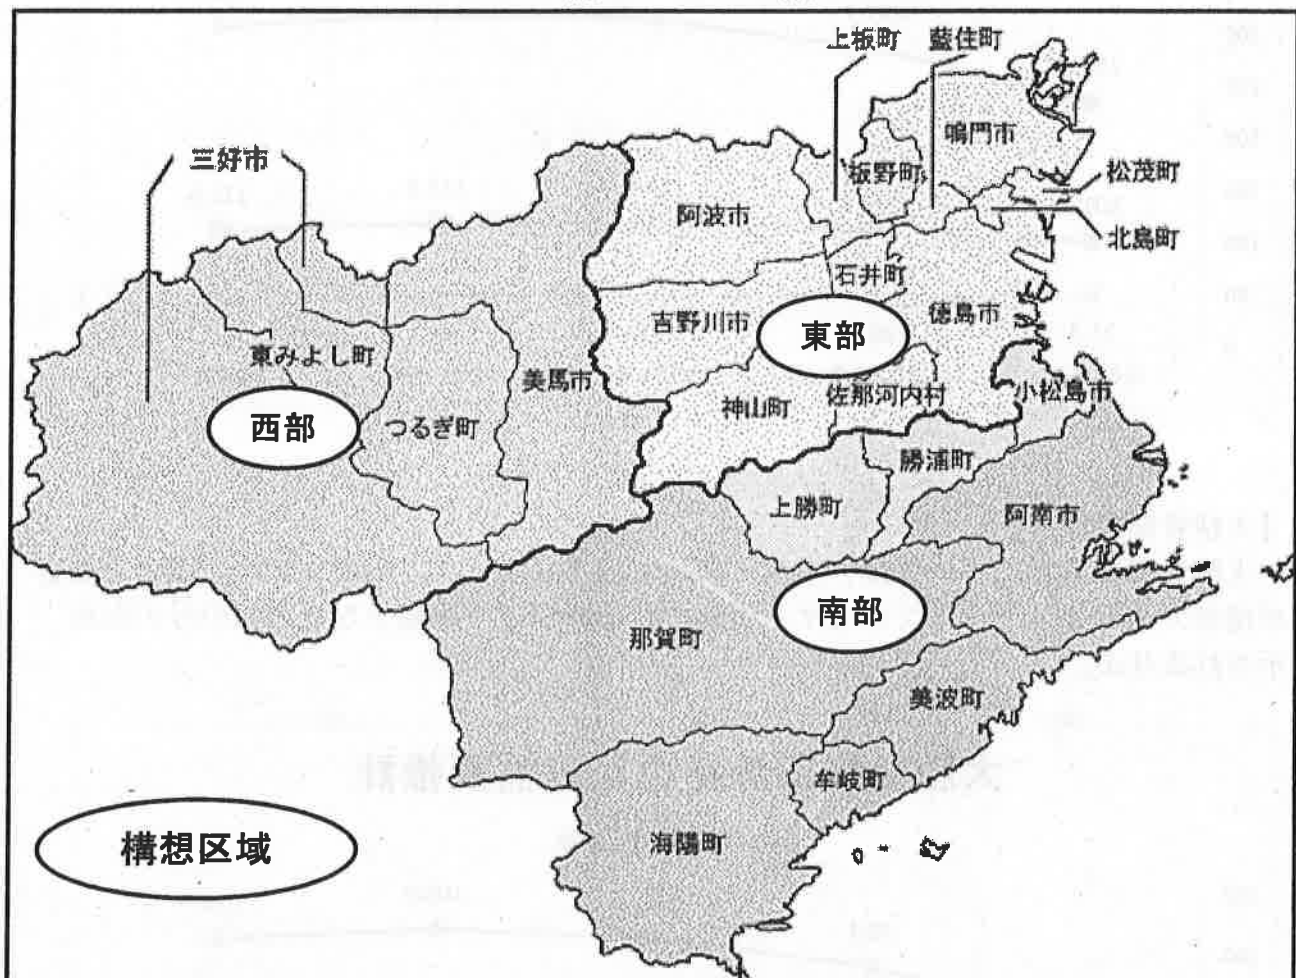 上板町
藍住町
鳴門市
三好市
板野町
松茂町
阿波市
北島町
石井町
吉野川市
東部
徳島市
東みよし町
美馬市
小松島市
西部
つるぎ町
神山町
佐那河内村
勝浦町
上勝町
阿南市
那賀町
南部
美波町
牟岐町
海陽町
構想区域